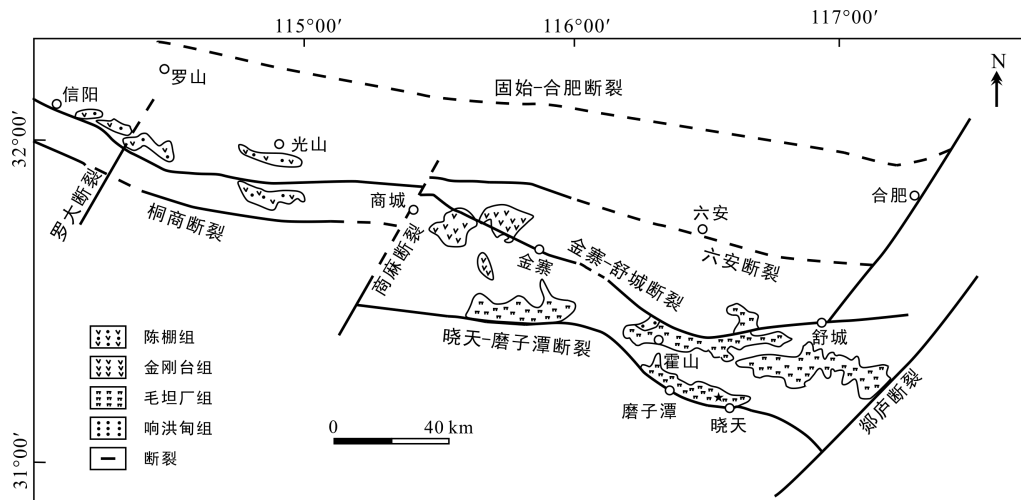 115°00′
116°00′
117°00′
N
罗山
固始-合肥断裂
信阳
32°00′
光山
合肥
罗大断裂
商城
六安
桐商断裂
商麻断裂
金寨
金寨-舒城断裂
六安断裂
陈棚组
晓天-磨子潭断裂
舒城
霍山
金刚台组
毛坦厂组
磨子潭
晓天
郯庐断裂
响洪甸组
0 40 km
断裂
31°00′